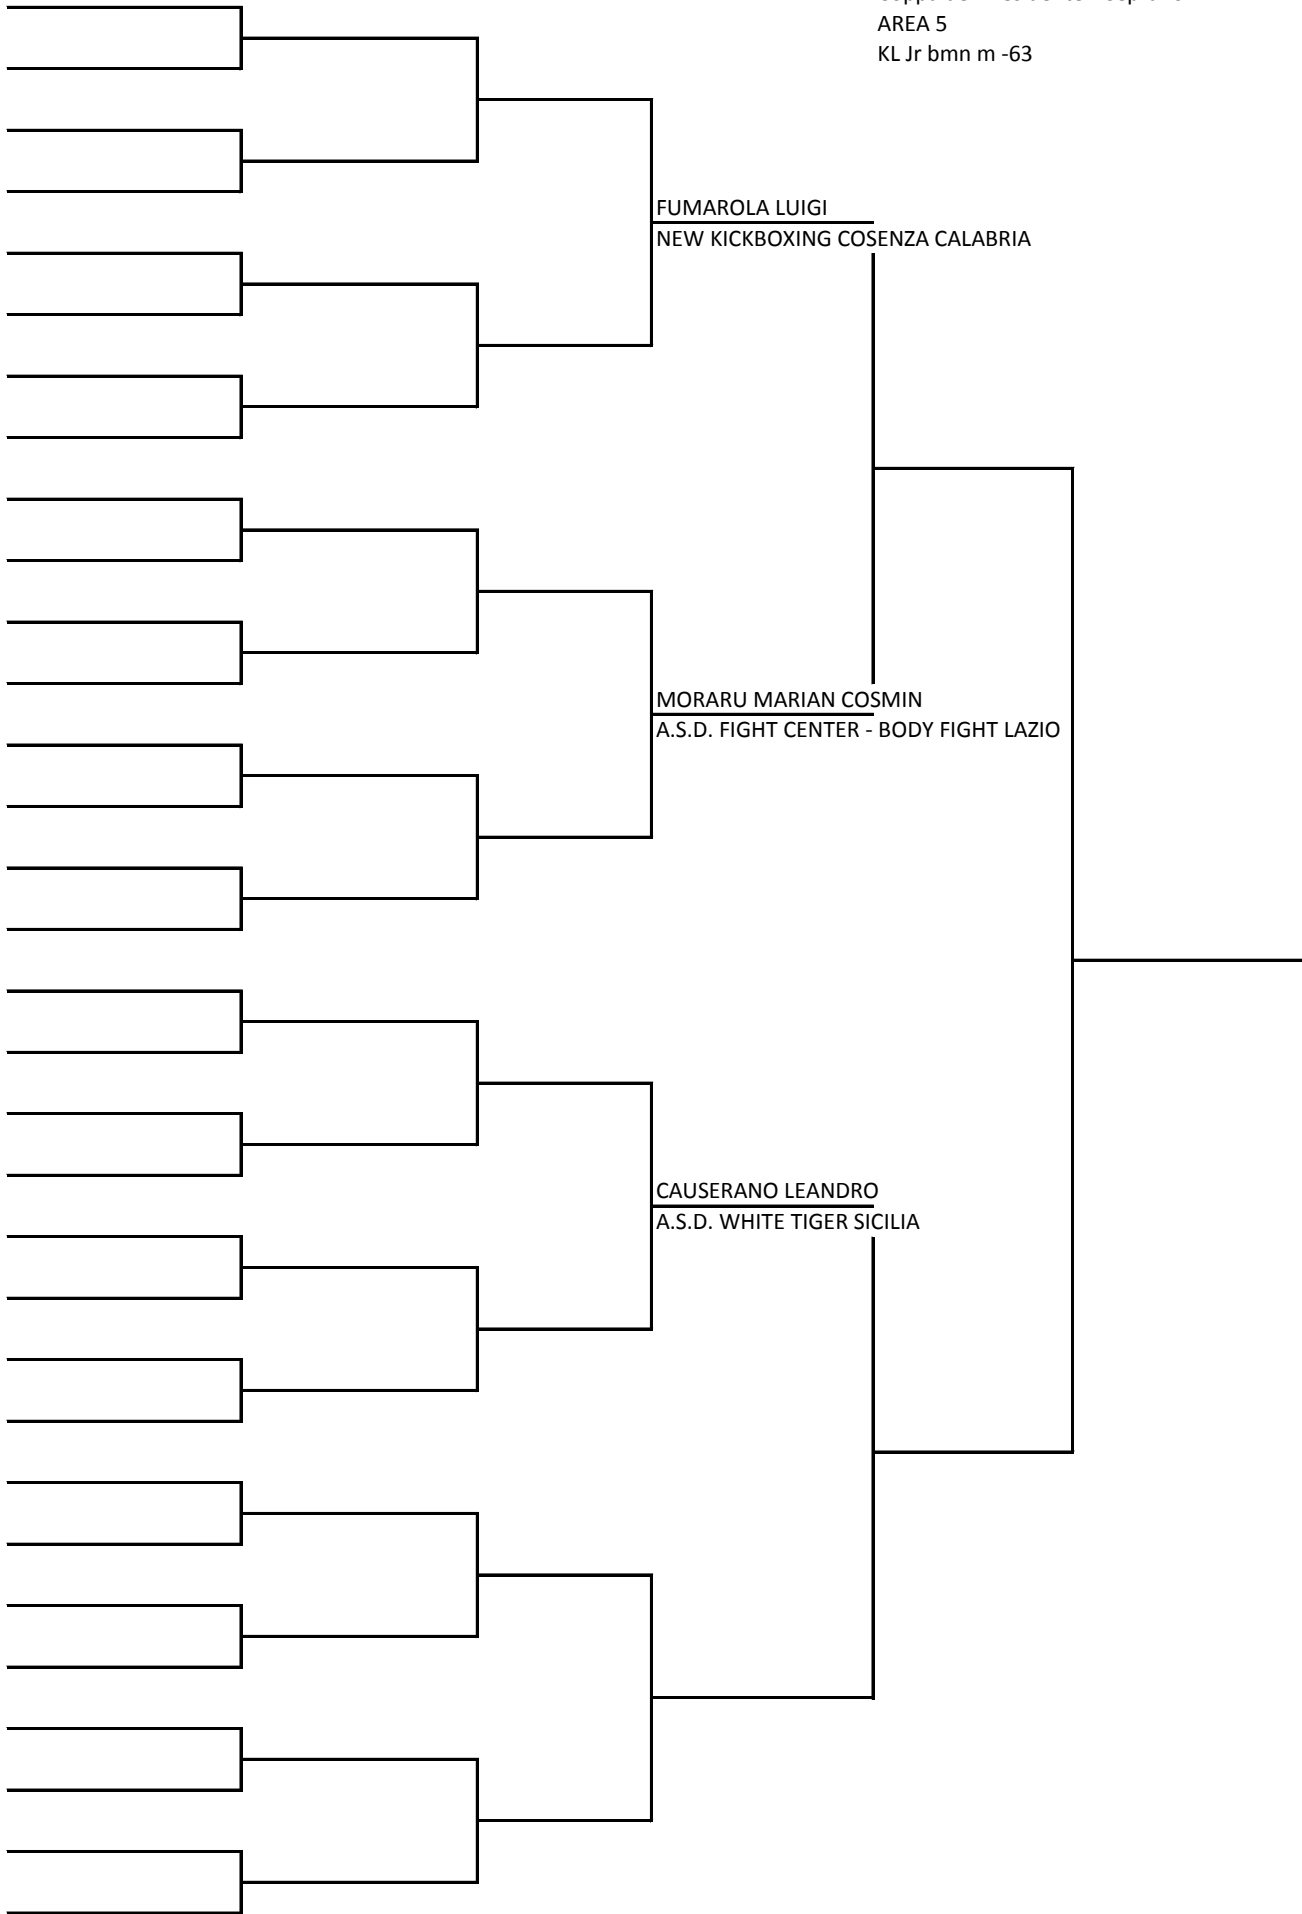 AREA 5
KL Jr bmn m -63
FUMAROLA LUIGI
NEW KICKBOXING COSENZA CALABRIA
MORARU MARIAN COSMIN
A.S.D. FIGHT CENTER - BODY FIGHT LAZIO
CAUSERANO LEANDRO
A.S.D. WHITE TIGER SICILIA